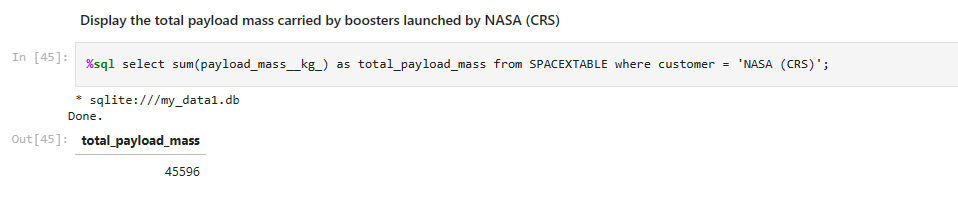 Display the total payload mass carried by boosters launched by NASA (CRS)
In [45]: %sql select sum(payload_mass__kg_) as total_payload_mass from SPACEXTABLE where customer = 'NASA (CRS)';
* sqlite:///my_data1.db
Done.
Out[45]: total_payload_mass
45596